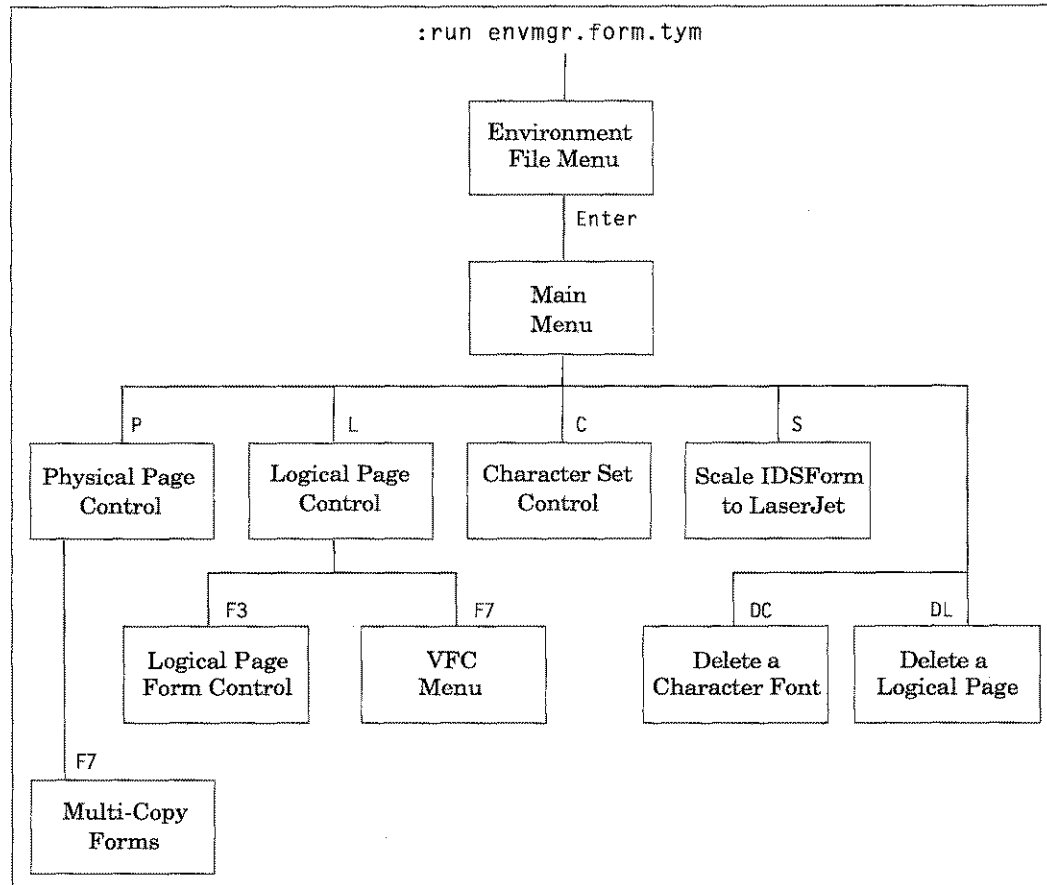 :run envmgr.form.tym
Environment
File Menu
Enter
Main
Menu
P
L
C
S
Physical Page
Control
Logical Page
Control
Character Set
Control
Scale IDSForm
to LaserJet
F3
F7
DC
DL
Logical Page
Form Control
VFC
Menu
Delete a
Character Font
Delete a
Logical Page
F7
Multi-Copy
Forms